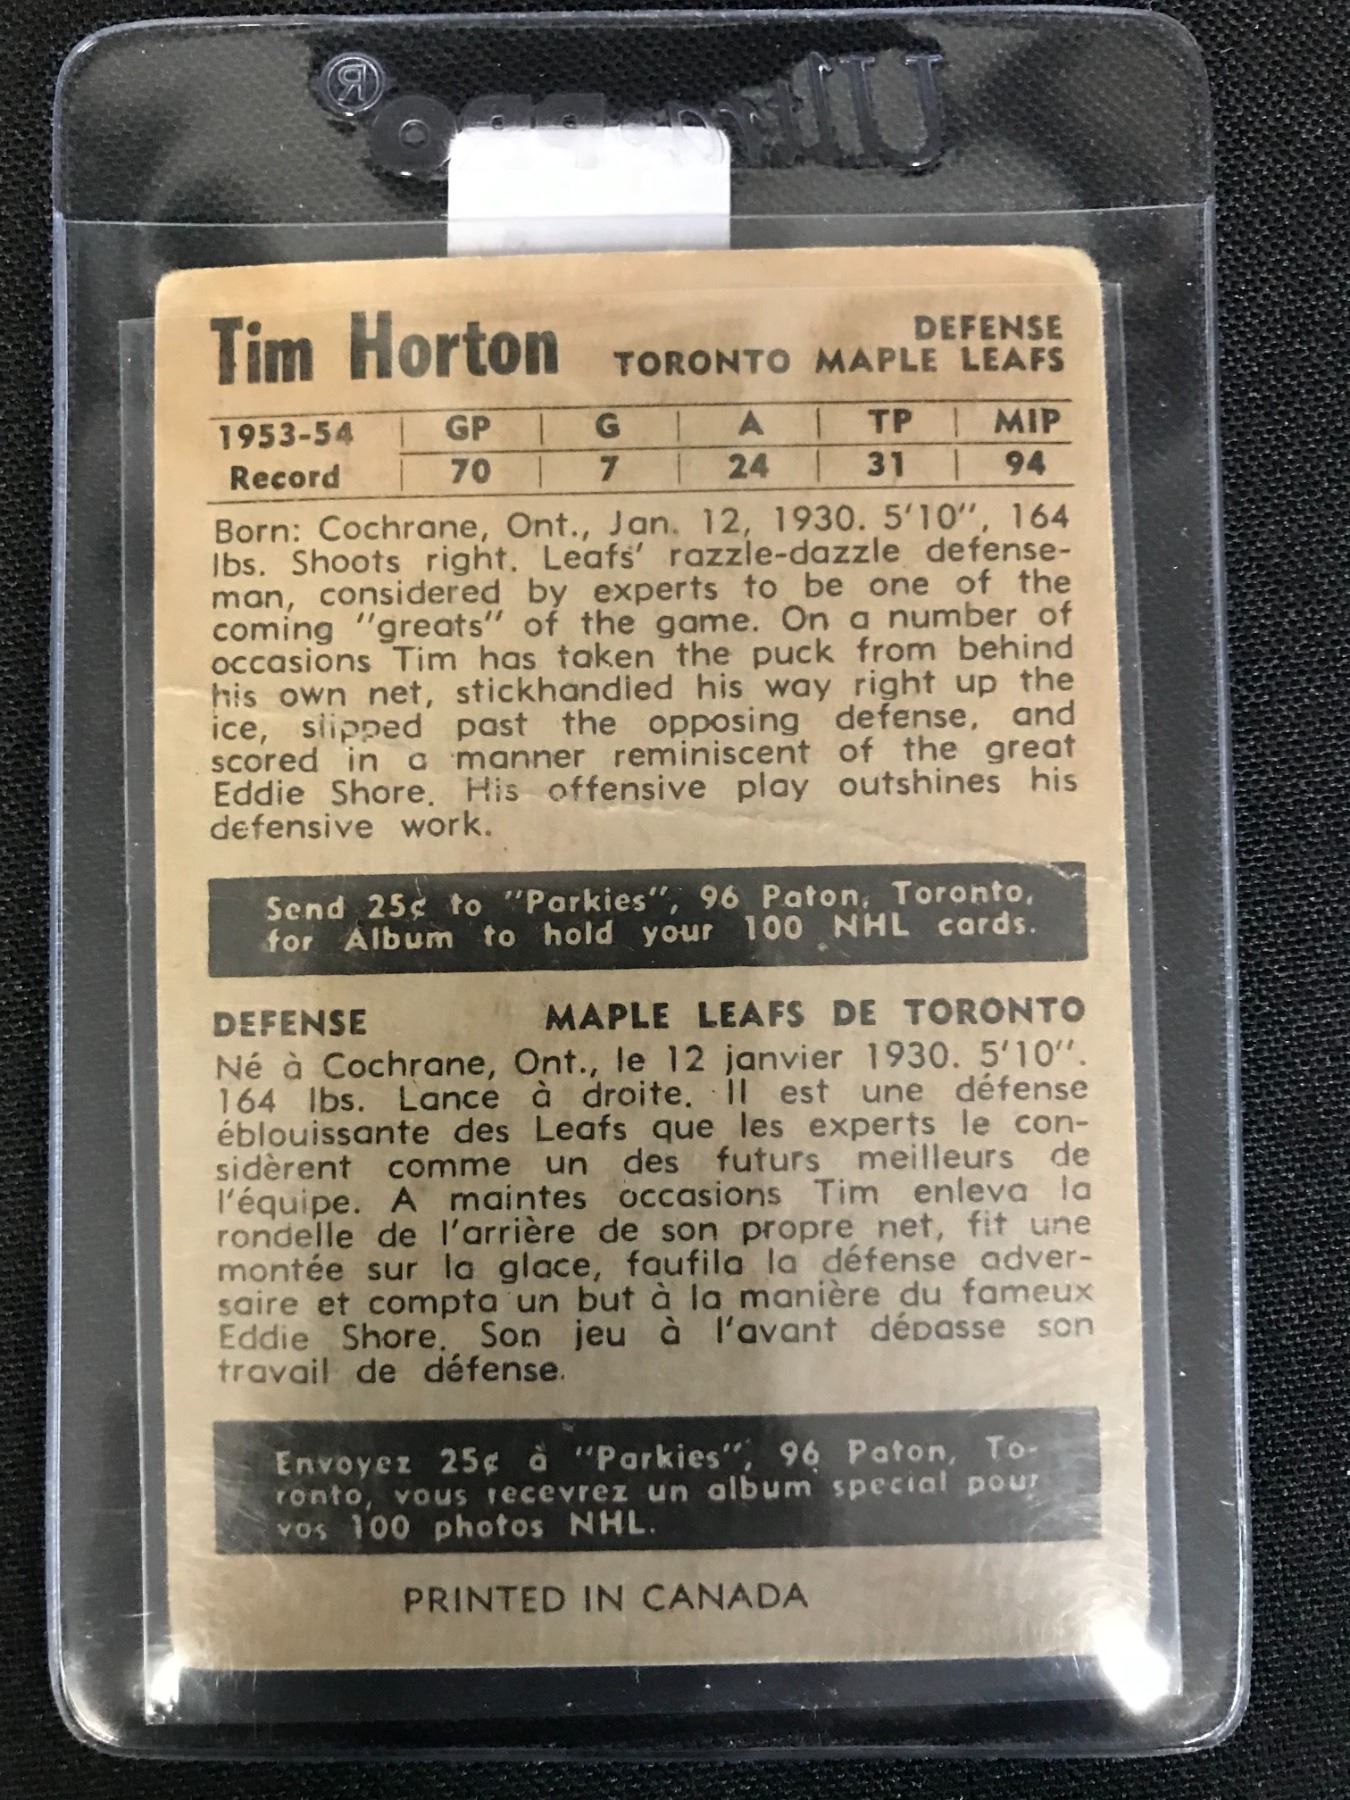 Ultra·PRO®
Tim Horton
DEFENSE
TORONTO MAPLE LEAFS
1953-54 | GP | G | A | TP | MIP
Record | 70 | 7 | 24 | 31 | 94
Born: Cochrane, Ont., Jan. 12, 1930. 5'10", 164
lbs. Shoots right. Leafs' razzle-dazzle defense-
man, considered by experts to be one of the
coming "greats" of the game. On a number of
occasions Tim has taken the puck from behind
his own net, stickhandled his way right up the
ice, slipped past the opposing defense, and
scored in a manner reminiscent of the great
Eddie Shore. His offensive play outshines his
defensive work.
Send 25¢ to "Parkies", 96 Paton, Toronto,
for Album to hold your 100 NHL cards.
DEFENSE MAPLE LEAFS DE TORONTO
Né à Cochrane, Ont., le 12 janvier 1930. 5'10".
164 lbs. Lance à droite. Il est une défense
éblouissante des Leafs que les experts le con-
sidèrent comme un des futurs meilleurs de
l'équipe. A maintes occasions Tim enleva la
rondelle de l'arrière de son propre net, fit une
montée sur la glace, faufila la défense adver-
saire et compta un but à la manière du fameux
Eddie Shore. Son jeu à l'avant dépasse son
travail de défense.
Envoyez 25¢ à "Parkies", 96 Paton, To-
ronto, vous recevrez un album special pour
vos 100 photos NHL.
PRINTED IN CANADA